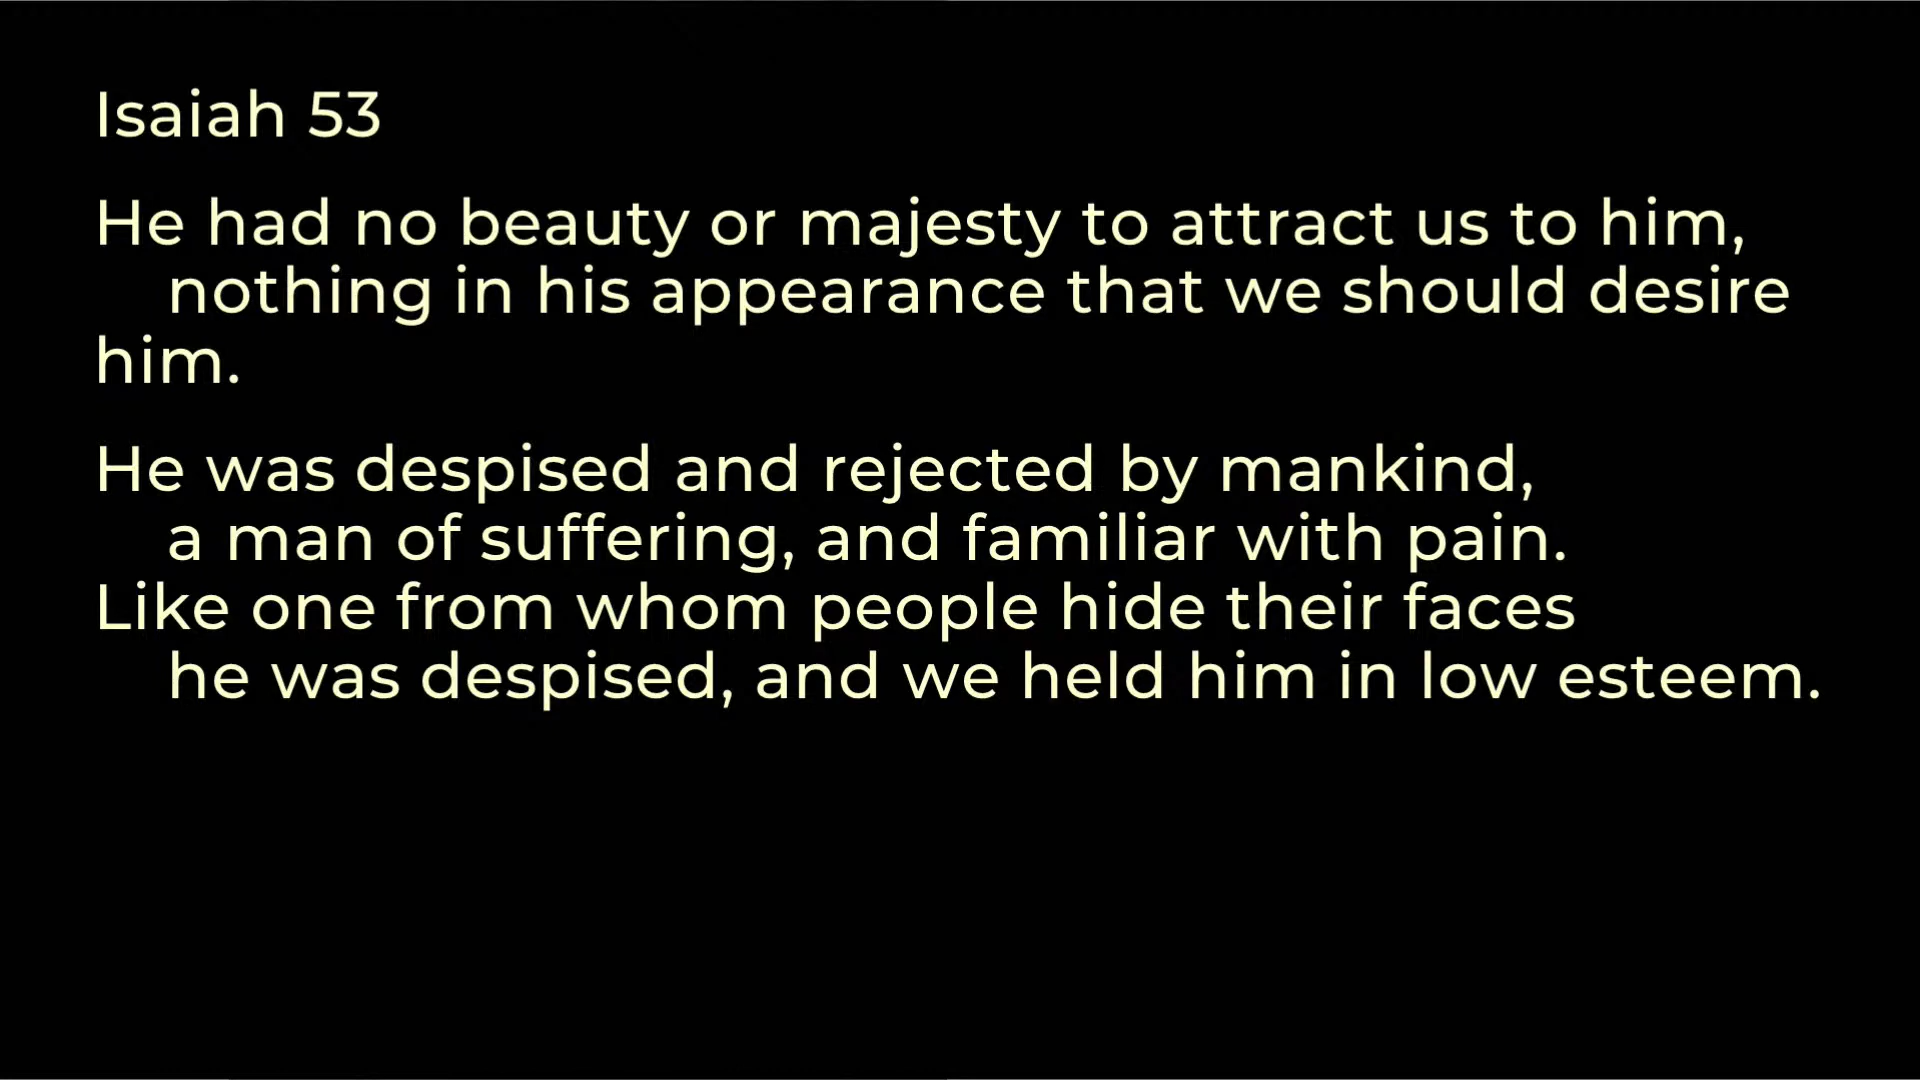 Isaiah 53
He had no beauty or majesty to attract us to him,
nothing in his appearance that we should desire
him.
He was despised and rejected by mankind,
a man of suffering, and familiar with pain.
Like one from whom people hide their faces
he was despised, and we held him in low esteem.